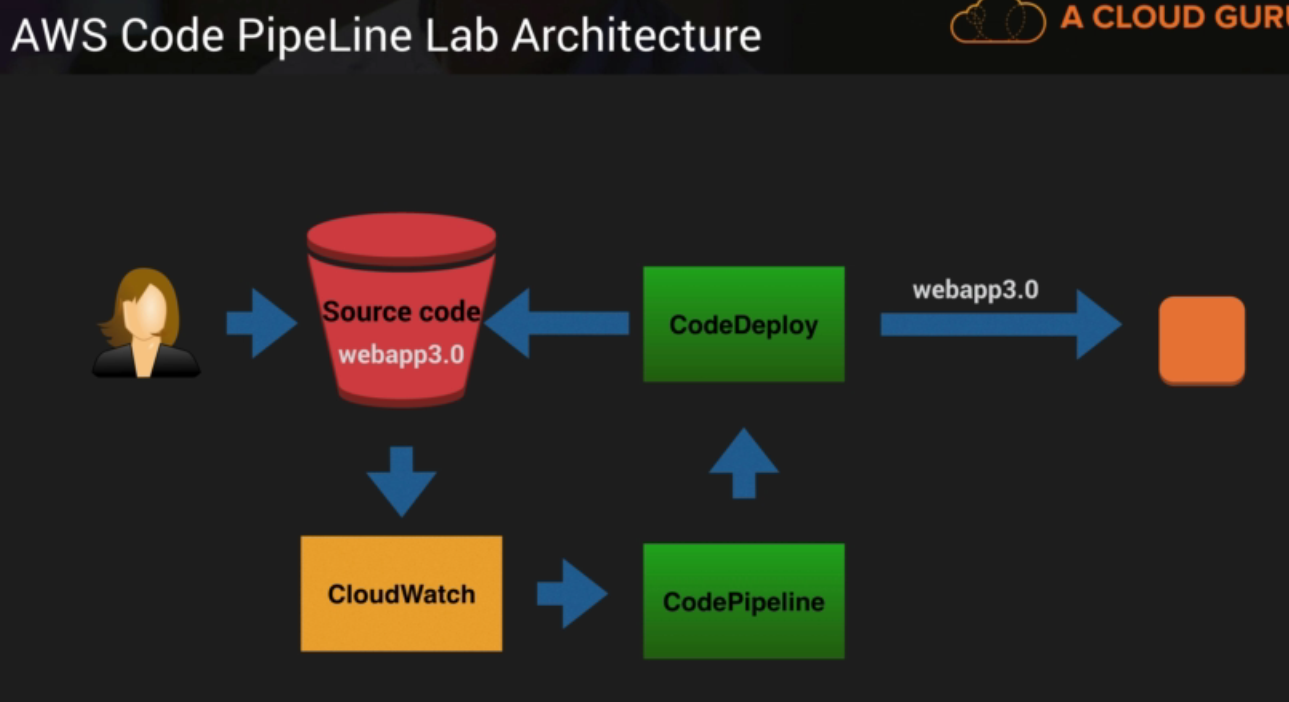 AWS Code PipeLine Lab Architecture
A CLOUD GURU
Source code
webapp3.0
CodeDeploy
webapp3.0
CloudWatch
CodePipeline